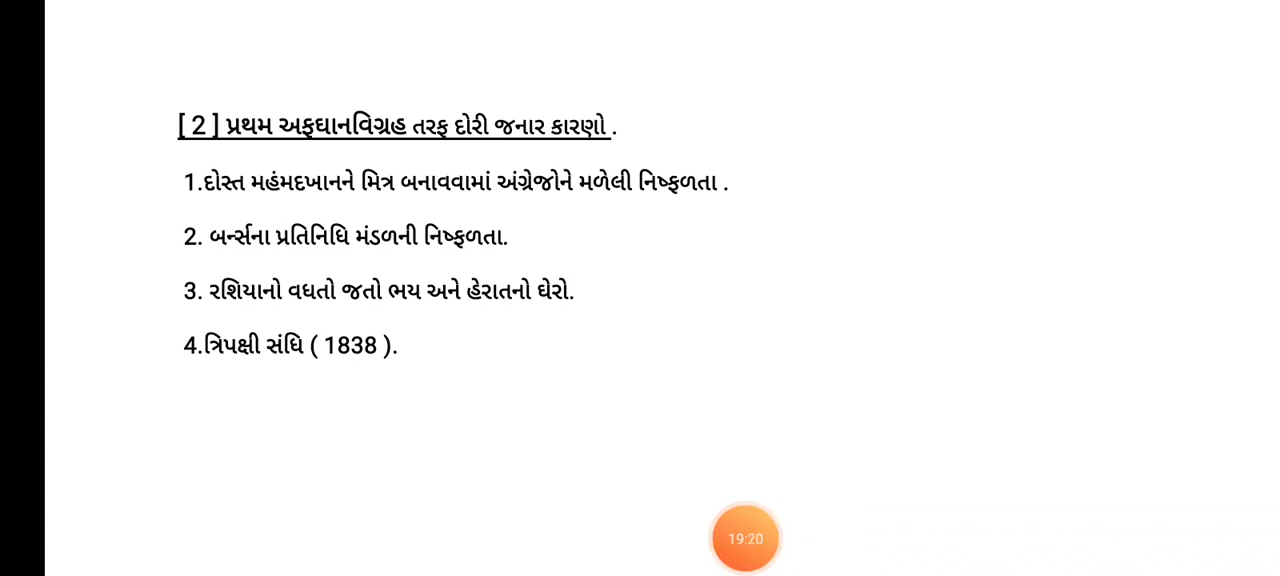 [ 2 ] પ્રથમ અફઘાનવિગ્રહ તરફ દોરી જનાર કારણો .
1.દોસ્ત મહંમદખાનને મિત્ર બનાવવામાં અંગ્રેજોને મળેલી નિષ્ફળતા .
2. બર્ન્સના પ્રતિનિધિ મંડળની નિષ્ફળતા.
3. રશિયાનો વધતો જતો ભય અને હેરાતનો ઘેરો.
4.ત્રિપક્ષી સંધિ ( 1838 ).
19:20